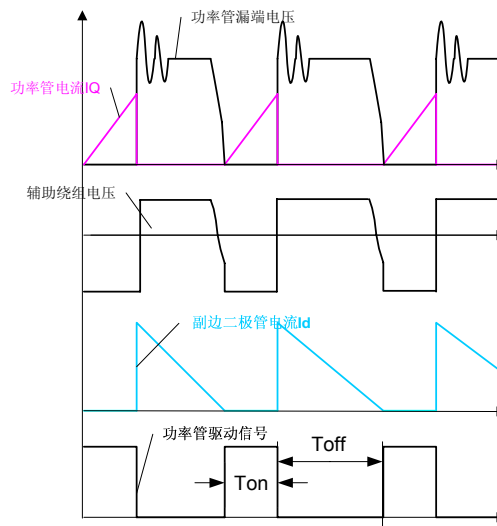 功率管漏端电压
功率管电流IQ
辅助绕组电压
副边二极管电流Id
功率管驱动信号
Toff
Ton